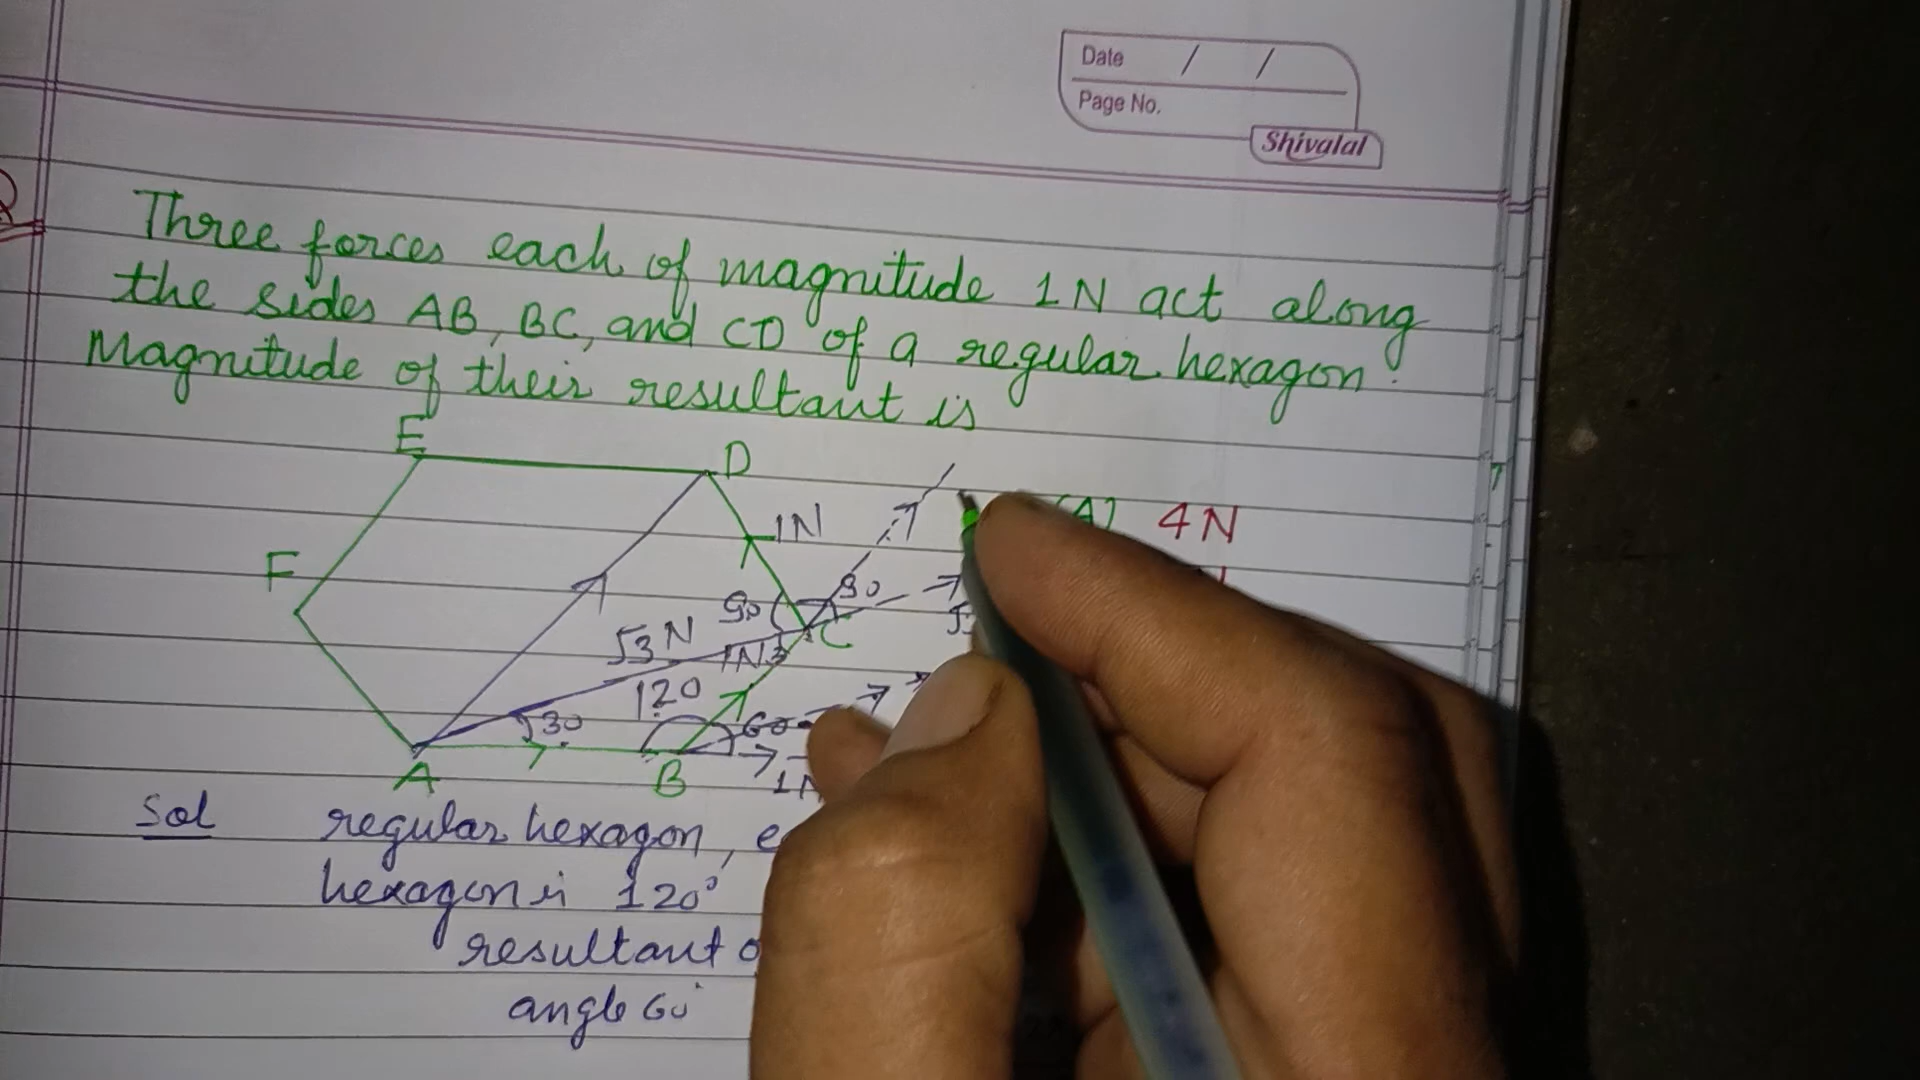 Date / /
Page No.
Shivalal
Three forces each of magnitude 1N act along
the sides AB, BC, and CD of a regular hexagon.
Magnitude of their resultant is
E
D
1N
(A) 4N
F
90
√3N
1N
C
120
30
60
A
B
Sol regular hexagon,
hexagon is 120°
resultant
angle 60°